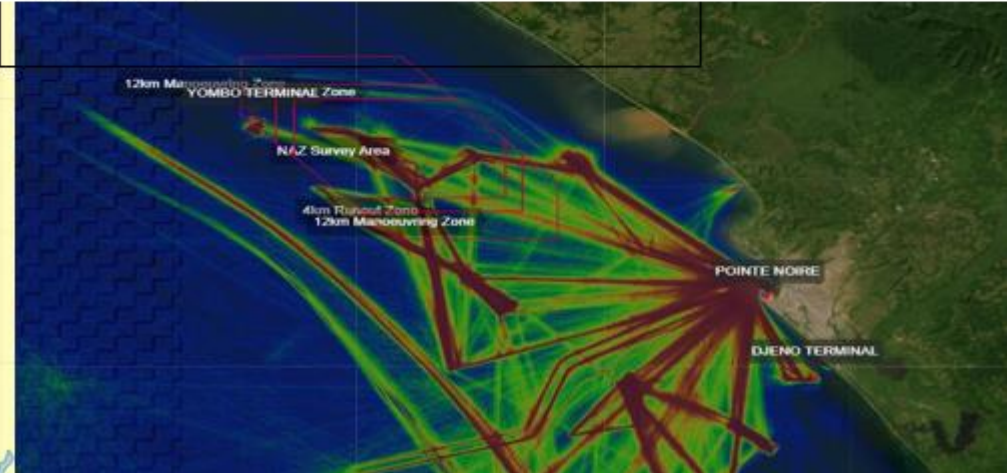 12km Manoeuvring Zone
YOMBO TERMINAL Zone
NAZ Survey Area
4km Runout Zone
12km Manoeuvring Zone
POINTE NOIRE
DJENO TERMINAL